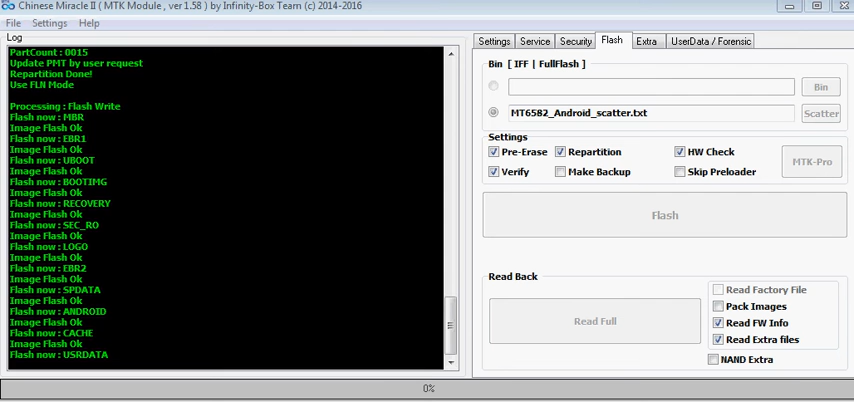 Chinese Miracle II ( MTK Module , ver 1.58 ) by Infinity-Box Team (c) 2014-2016
File Settings Help
Log
PartCount : 0015
Update PMT by user request
Repartition Done!
Use FLN Mode
Processing : Flash Write
Flash now : MBR
Image Flash Ok
Flash now : EBR1
Image Flash Ok
Flash now : UBOOT
Image Flash Ok
Flash now : BOOTIMG
Image Flash Ok
Flash now : RECOVERY
Image Flash Ok
Flash now : SEC_RO
Image Flash Ok
Flash now : LOGO
Image Flash Ok
Flash now : EBR2
Image Flash Ok
Flash now : SPDATA
Image Flash Ok
Flash now : ANDROID
Image Flash Ok
Flash now : CACHE
Image Flash Ok
Flash now : USRDATA
Settings Service Security Flash Extra UserData / Forensic
Bin [ IFF | FullFlash ]
Bin
MT6582_Android_scatter.txt Scatter
Settings
Pre-Erase Repartition HW Check
MTK-Pro
Verify Make Backup Skip Preloader
Flash
Read Back
Read Full
Read Factory File
Pack Images
Read FW Info
Read Extra files
NAND Extra
0%